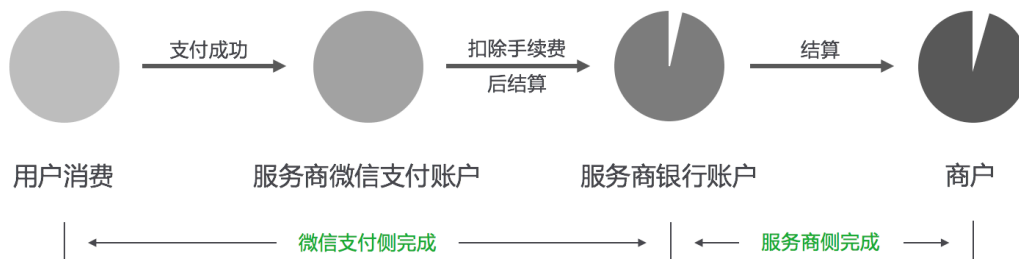 支付成功
扣除手续费
后结算
结算
用户消费
服务商微信支付账户
服务商银行账户
商户
微信支付侧完成
服务商侧完成